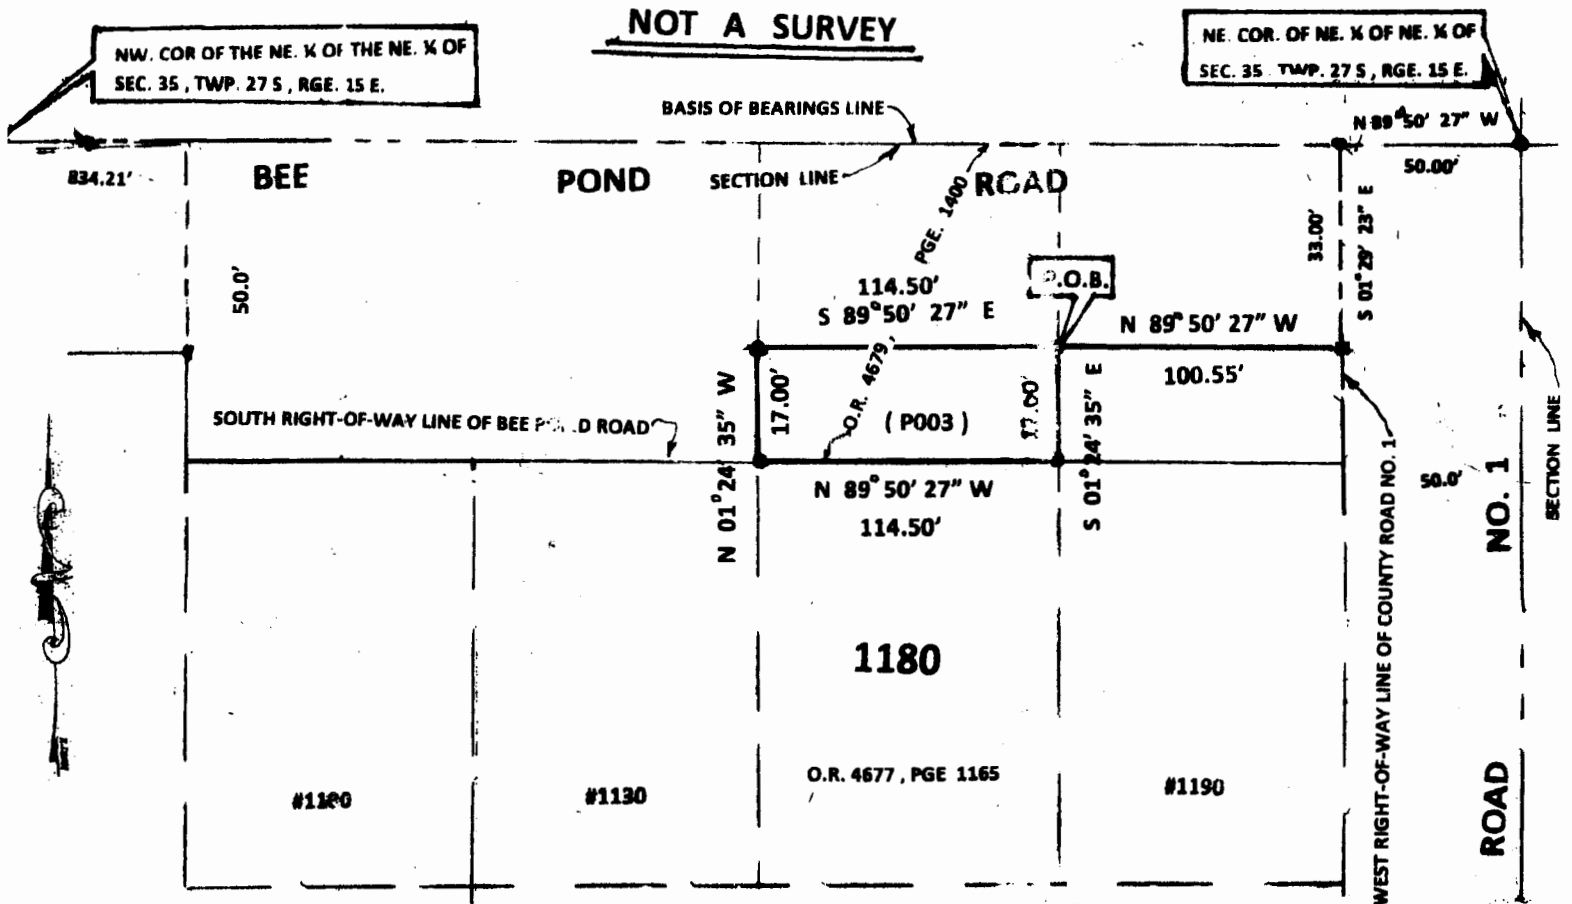 NOT A SURVEY
NW. COR OF THE NE. ¼ OF THE NE. ¼ OF
SEC. 35 , TWP. 27 S , RGE. 15 E.
NE. COR. OF NE. ¼ OF NE. ¼ OF
SEC. 35 TWP. 27 S , RGE. 15 E.
BASIS OF BEARINGS LINE
N 89°50' 27" W
50.00'
834.21'
BEE POND ROAD
SECTION LINE
PGE. 1400
O.R. 4679 ,
33.00'
S 01°29' 23" E
50.0'
114.50'
S 89°50' 27" E
P.O.B.
N 89°50' 27" W
100.55'
N 01°24' 35" W
17.00'
( P003 )
17.00'
S 01°24' 35" E
SOUTH RIGHT-OF-WAY LINE OF BEE ROAD
N 89°50' 27" W
114.50'
50.0'
SECTION LINE
WEST RIGHT-OF-WAY LINE OF COUNTY ROAD NO. 1
ROAD NO. 1
1180
O.R. 4677 , PGE 1165
#1130
#1190